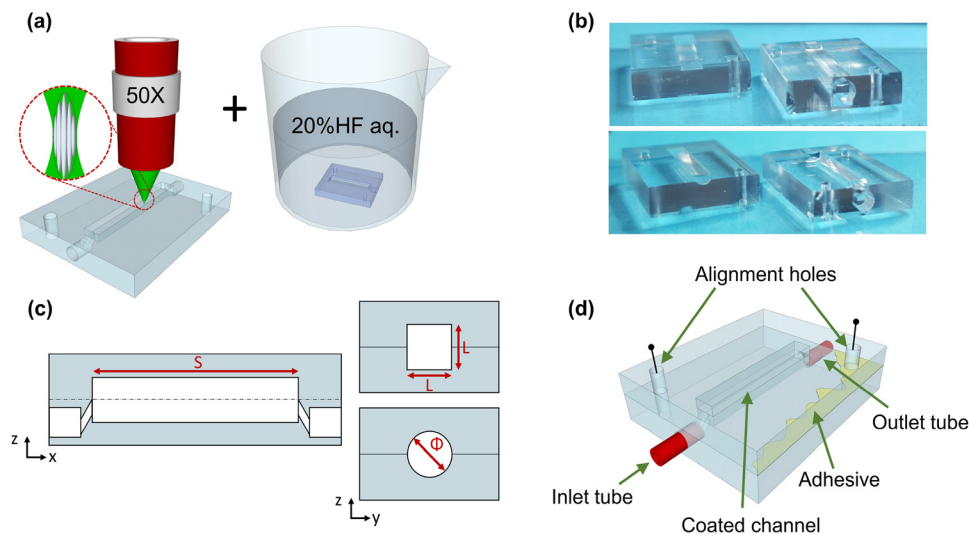 (a)
50X
+
20%HF aq.
(b)
(c)
S
z
x
L
L
Φ
z
y
(d)
Alignment holes
Outlet tube
Adhesive
Inlet tube
Coated channel